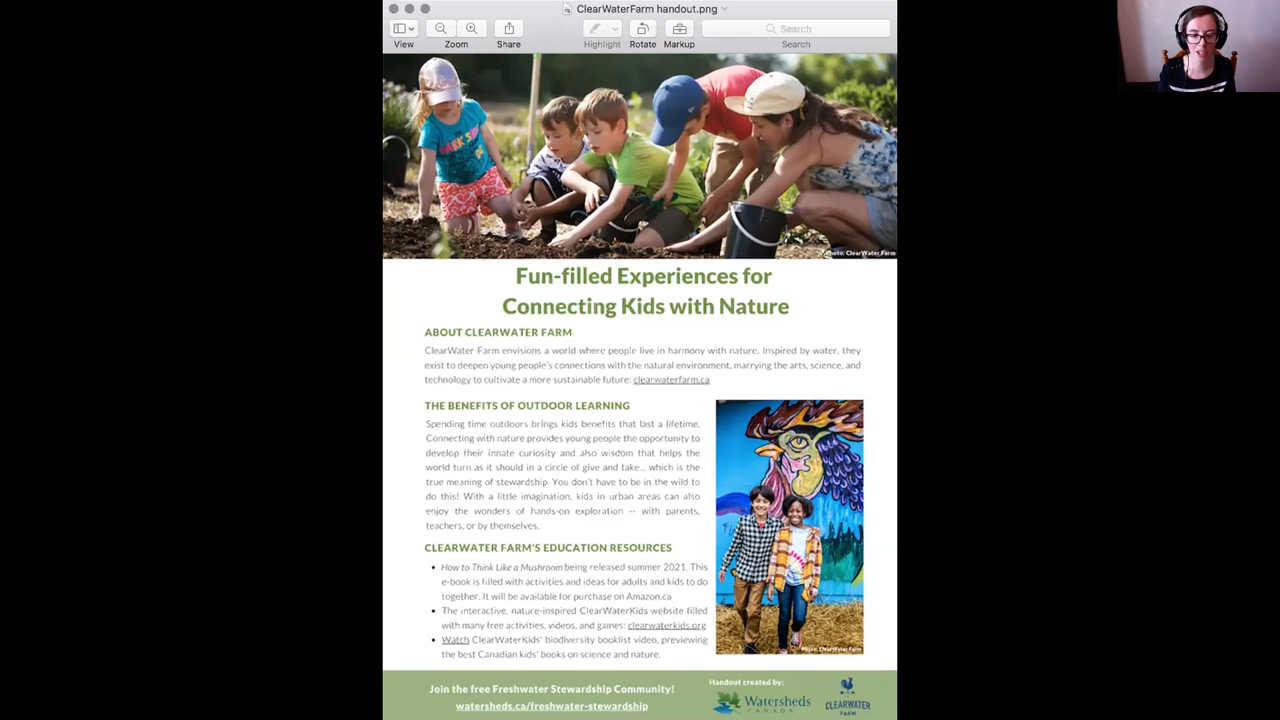 ClearWaterFarm handout.png
View
Zoom
Share
Highlight
Rotate
Markup
Search
Search
Photo: ClearWater Farm
Fun-filled Experiences for
Connecting Kids with Nature
ABOUT CLEARWATER FARM
ClearWater Farm envisions a world where people live in harmony with nature. Inspired by water, they
exist to deepen young people's connections with the natural environment, marrying the arts, science, and
technology to cultivate a more sustainable future: clearwaterfarm.ca
THE BENEFITS OF OUTDOOR LEARNING
Spending time outdoors brings kids benefits that last a lifetime.
Connecting with nature provides young people the opportunity to
develop their innate curiosity and also wisdom that helps the
world turn as it should in a circle of give and take... which is the
true meaning of stewardship. You don't have to be in the wild to
do this! With a little imagination, kids in urban areas can also
enjoy the wonders of hands-on exploration -- with parents,
teachers, or by themselves.
CLEARWATER FARM'S EDUCATION RESOURCES
• How to Think Like a Mushroom being released summer 2021. This
e-book is filled with activities and ideas for adults and kids to do
together. It will be available for purchase on Amazon.ca
• The interactive, nature-inspired ClearWaterKids website filled
with many free activities, videos, and games: clearwaterkids.org
• Watch ClearWaterKids' biodiversity booklist video, previewing
the best Canadian kids' books on science and nature.
Photo: ClearWater Farm
Join the free Freshwater Stewardship Community!
watersheds.ca/freshwater-stewardship
Handout created by:
Watersheds
CANADA
CLEARWATER
FARM